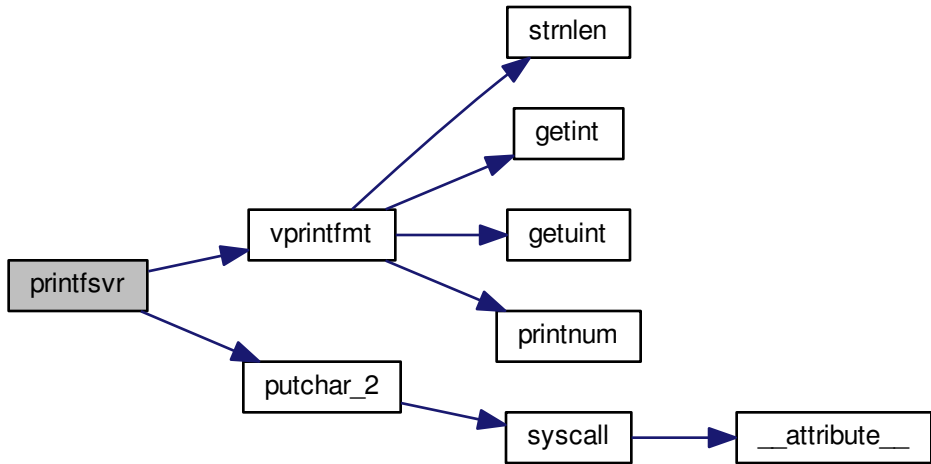 strnlen
getint
vprintfmt
getuint
printfsvr
printnum
putchar_2
syscall
__attribute__